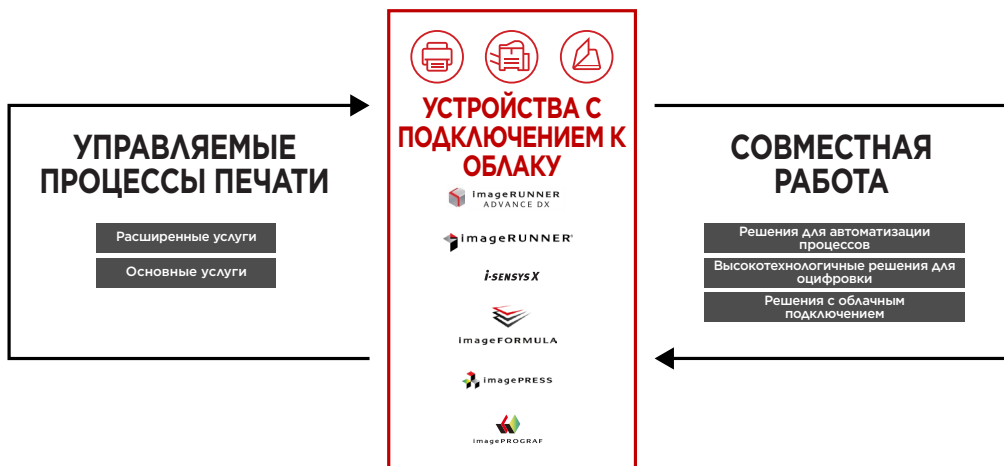 УПРАВЛЯЕМЫЕ
ПРОЦЕССЫ ПЕЧАТИ
Расширенные услуги
Основные услуги
УСТРОЙСТВА С
ПОДКЛЮЧЕНИЕМ К
ОБЛАКУ
imageRUNNER
ADVANCE DX
imageRUNNER
i-SENSYS X
imageFORMULA
imagePRESS
imagePROGRAF
СОВМЕСТНАЯ
РАБОТА
Решения для автоматизации
процессов
Высокотехнологичные решения для
оцифровки
Решения с облачным
подключением